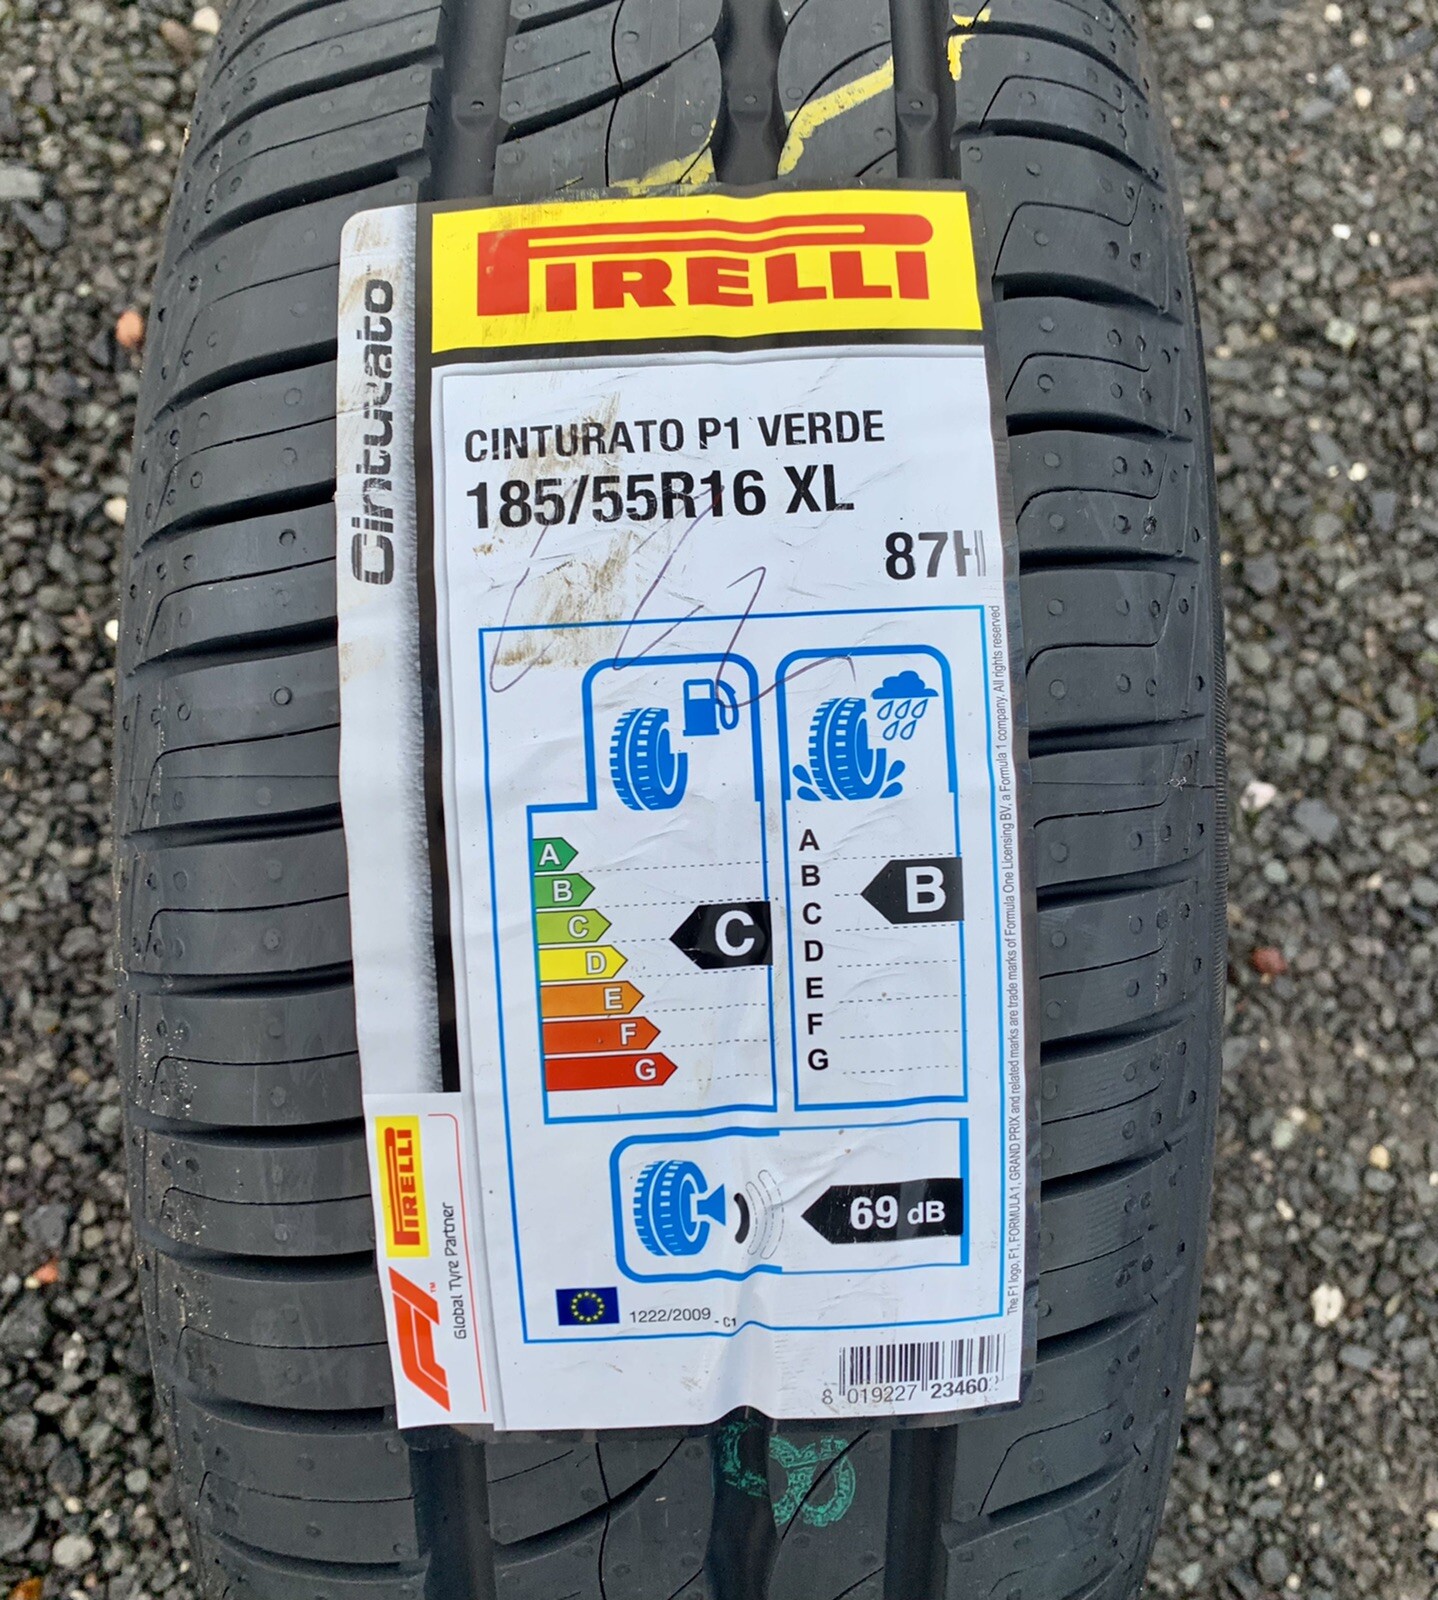 PIRELLI
Cinturato
CINTURATO P1 VERDE
185/55R16 XL
87H
A
B
C
D
E
F
G
C
A
B
C
D
E
F
G
B
69 dB
1222/2009 - C1
The F1 logo, F1, FORMULA 1, GRAND PRIX and related marks are trade marks of Formula One Licensing BV, a Formula 1 company. All rights reserved
PIRELLI
F1™
Global Tyre Partner
8 019227 23460